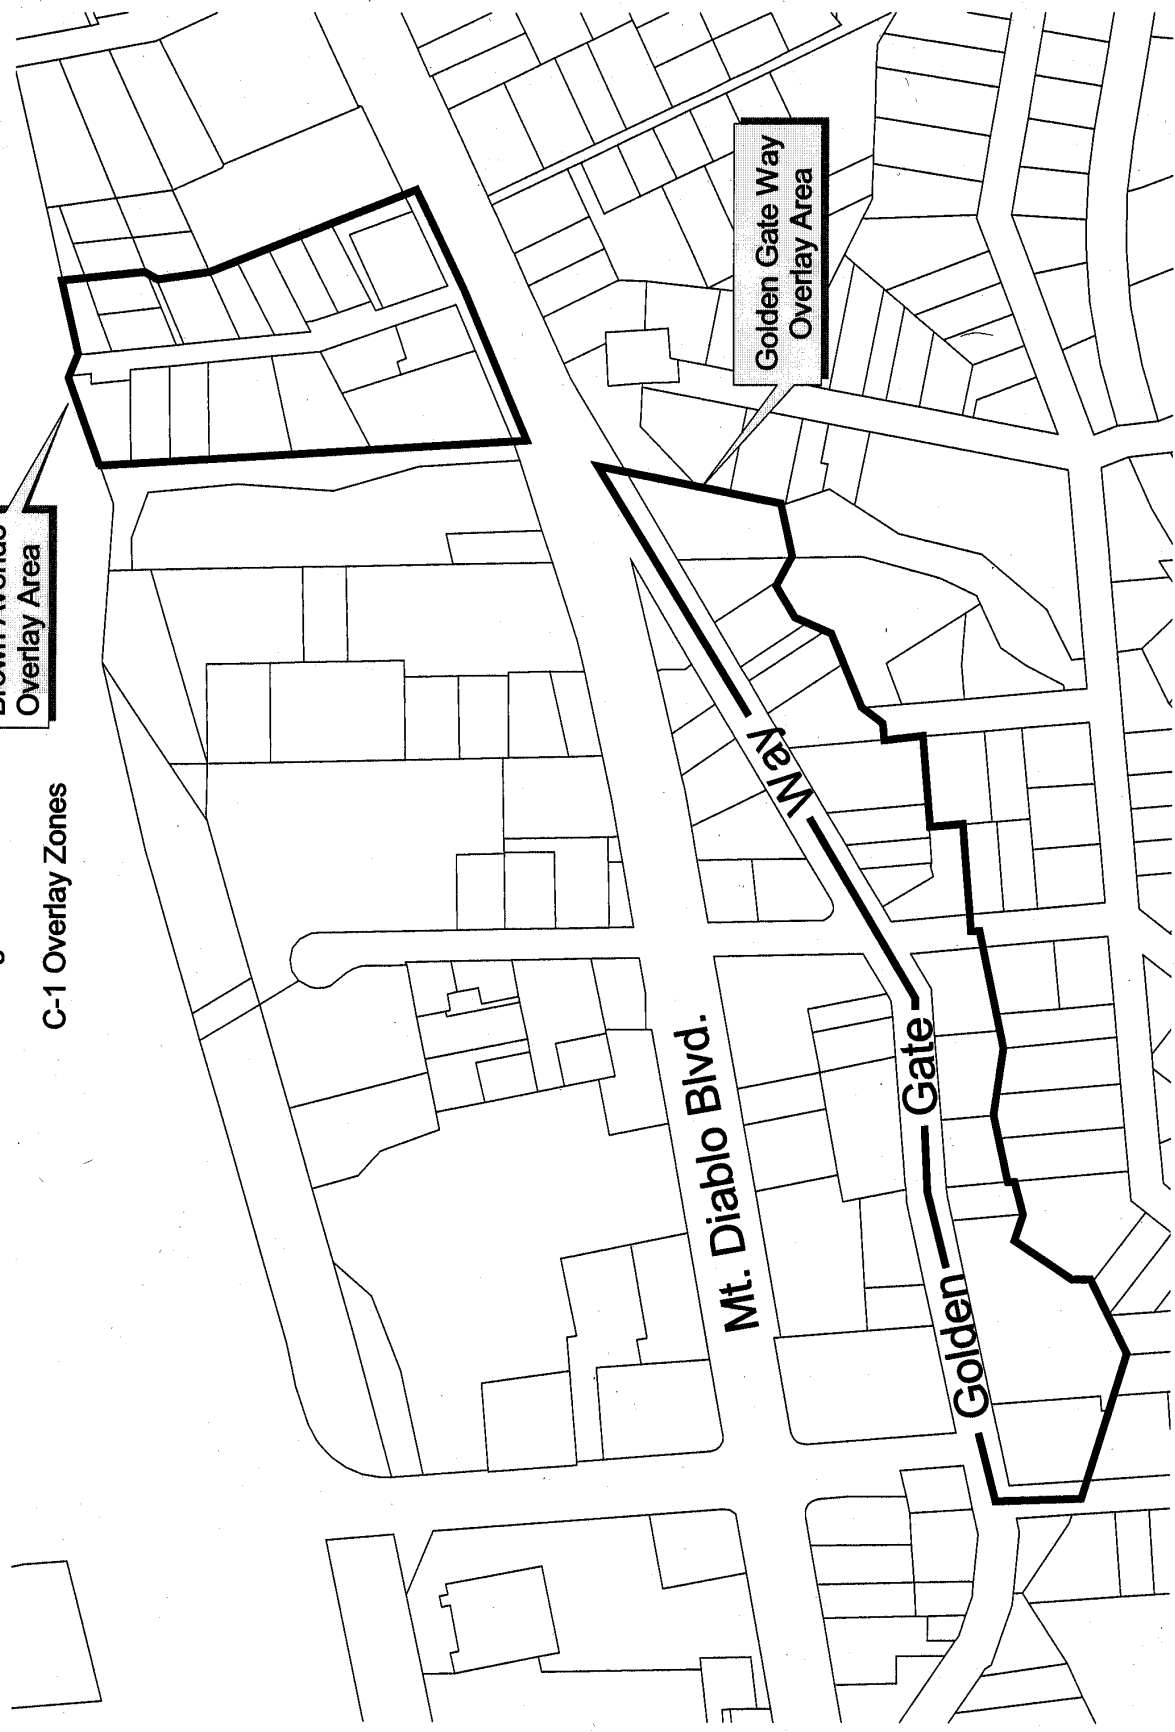 C-1 Overlay Zones
Overlay Area
Golden Gate Way
Overlay Area
Mt. Diablo Blvd.
Golden Gate Way